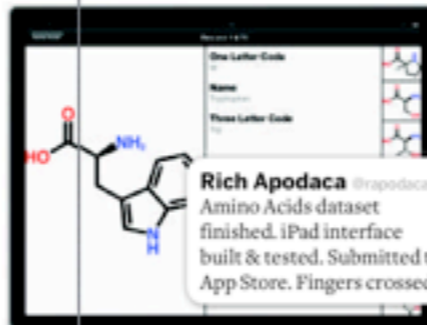 One Letter Code
Name
Tryptophan
Three Letter Code
Trp
O
HO
NH₂
N
H
Rich Apodaca @rapodaca
Amino Acids dataset
finished. iPad interface
built & tested. Submitted t
App Store. Fingers crossed